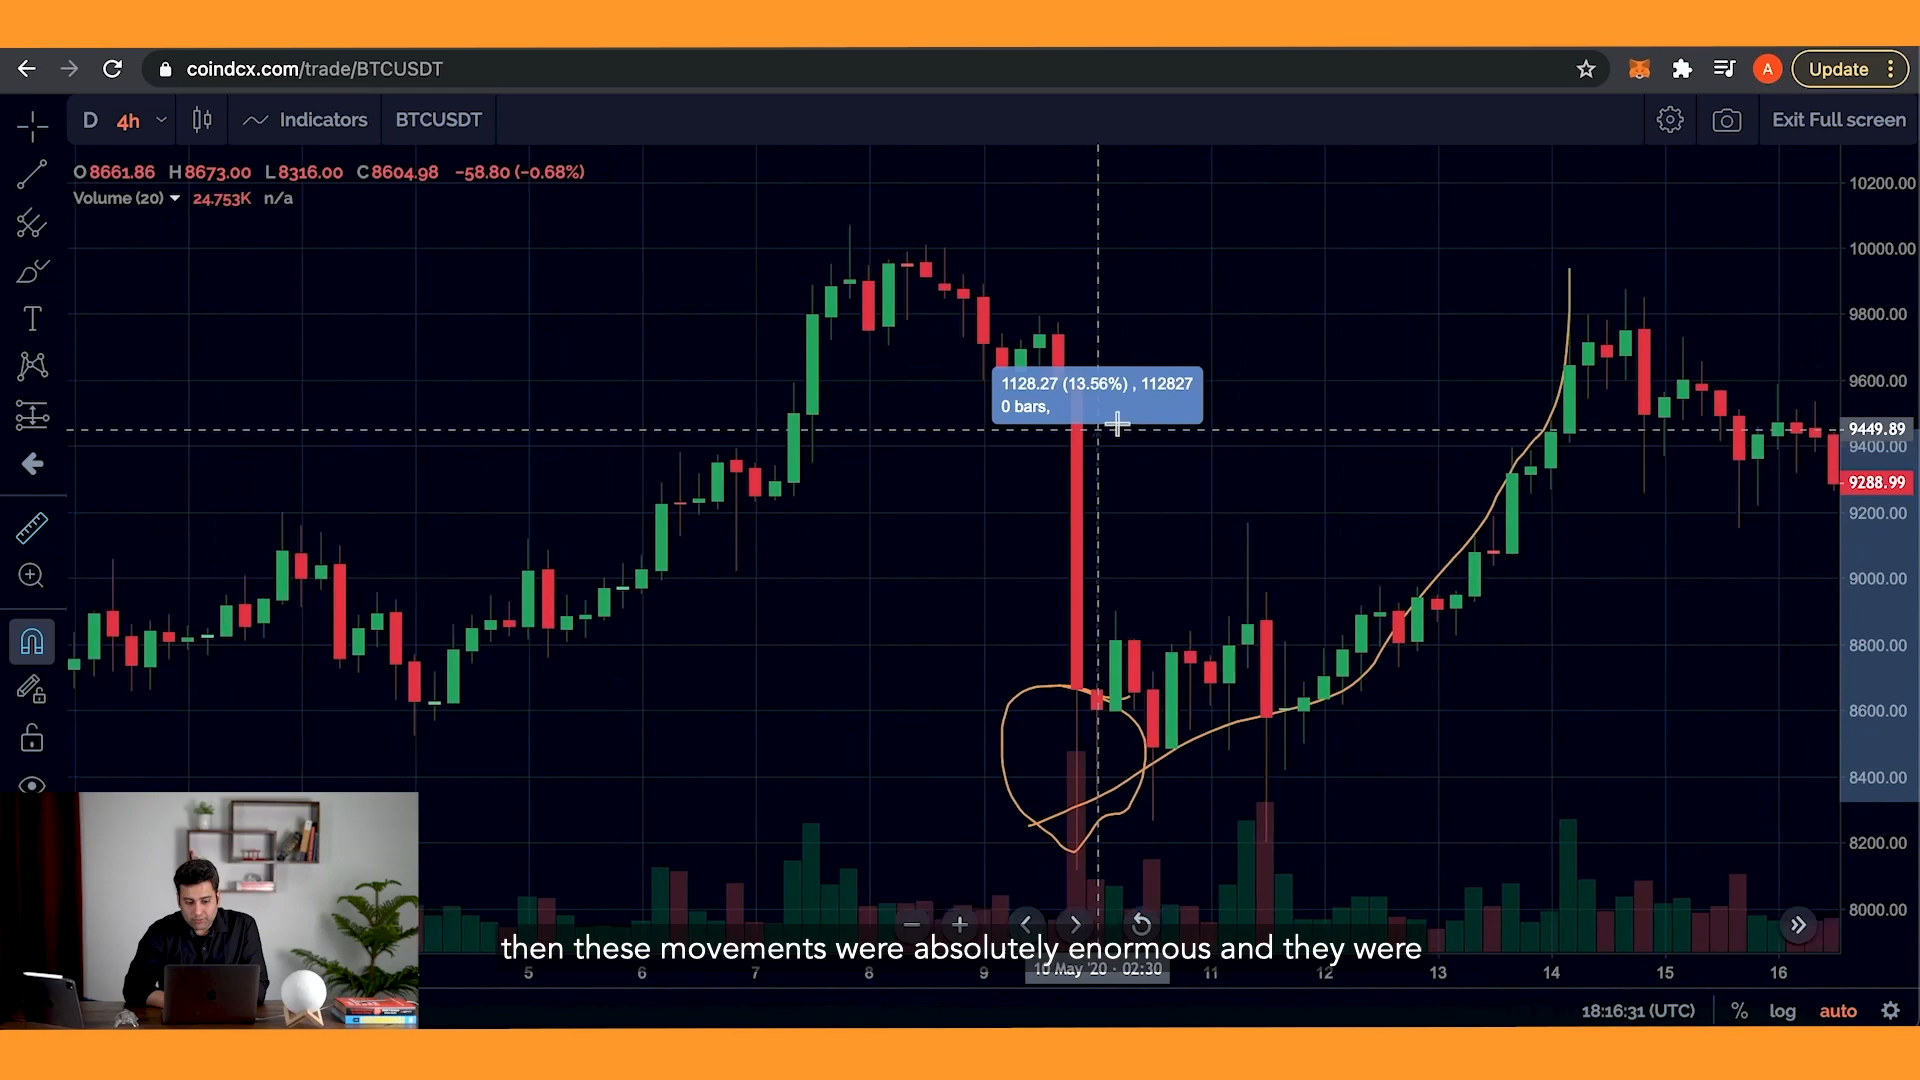 coindcx.com/trade/BTCUSDT
A
Update
D 4h Indicators BTCUSDT
Exit Full screen
O8661.86 H8673.00 L8316.00 C8604.98 −58.80 (−0.68%)
Volume (20) 24.753K n/a
T
1128.27 (13.56%) , 112827
0 bars,
10200.00
10000.00
9800.00
9600.00
9449.89
9400.00
9288.99
9200.00
9000.00
8800.00
8600.00
8400.00
8200.00
8000.00
then these movements were absolutely enormous and they were
5 6 7 8 9 10 May '20 · 02:30 11 12 13 14 15 16
18:16:31 (UTC) % log auto